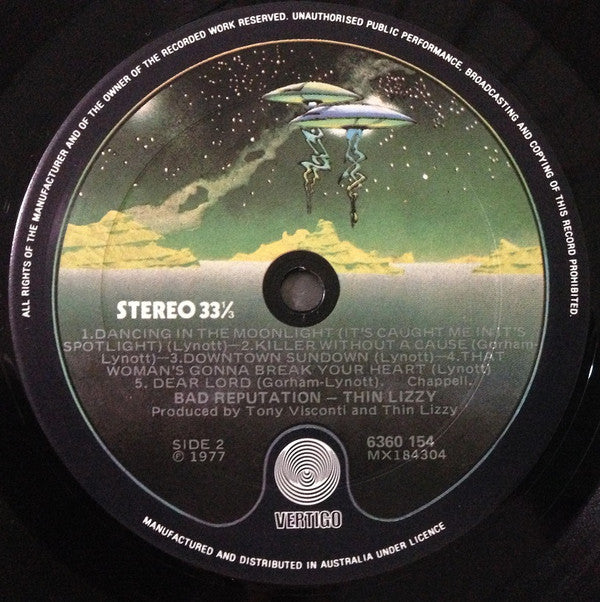 ALL RIGHTS OF THE MANUFACTURER AND OF THE OWNER OF THE RECORDED WORK RESERVED. UNAUTHORISED PUBLIC PERFORMANCE, BROADCASTING AND COPYING OF THIS RECORD PROHIBITED.
STEREO 33⅓
1.DANCING IN THE MOONLIGHT (IT'S CAUGHT ME IN IT'S
SPOTLIGHT) (Lynott)—2.KILLER WITHOUT A CAUSE (Gorham-
Lynott)—3.DOWNTOWN SUNDOWN (Lynott)—4.THAT
WOMAN'S GONNA BREAK YOUR HEART (Lynott)
5. DEAR LORD (Gorham-Lynott). Chappell.
BAD REPUTATION — THIN LIZZY
Produced by Tony Visconti and Thin Lizzy
SIDE 2 6360 154
℗ 1977 MX184304
VERTIGO
MANUFACTURED AND DISTRIBUTED IN AUSTRALIA UNDER LICENCE